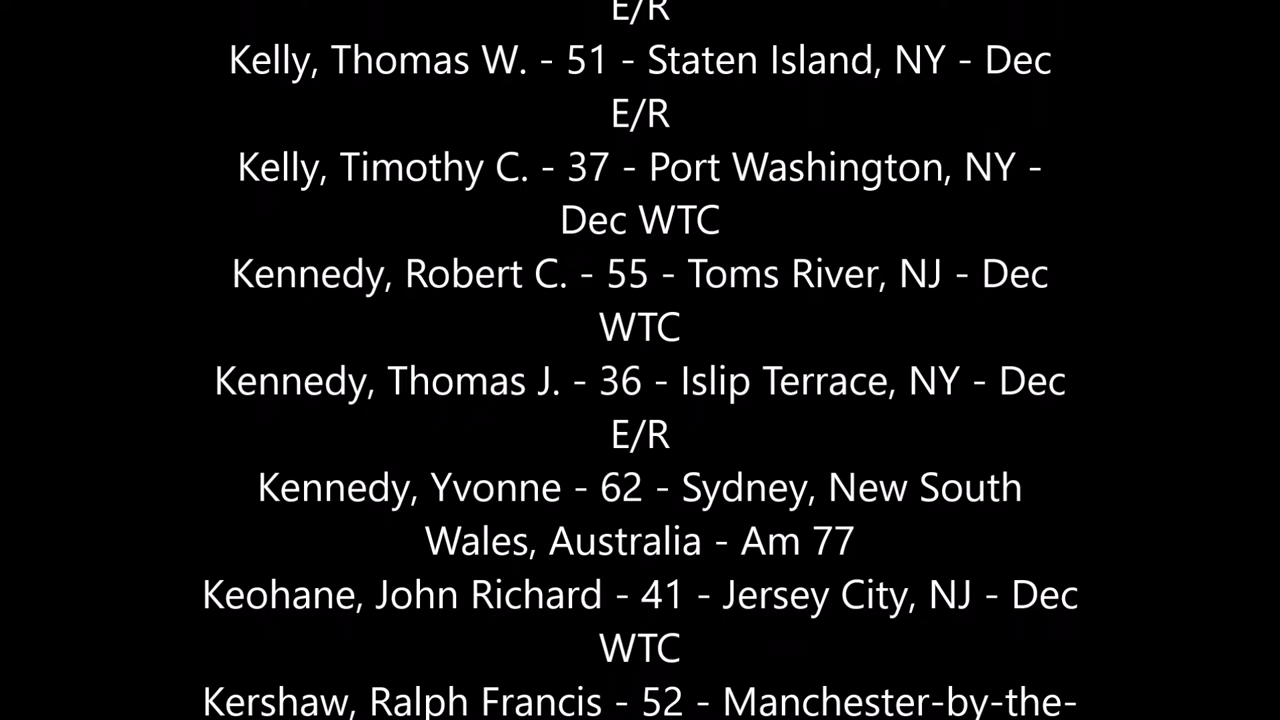 E/R
Kelly, Thomas W. - 51 - Staten Island, NY - Dec
E/R
Kelly, Timothy C. - 37 - Port Washington, NY -
Dec WTC
Kennedy, Robert C. - 55 - Toms River, NJ - Dec
WTC
Kennedy, Thomas J. - 36 - Islip Terrace, NY - Dec
E/R
Kennedy, Yvonne - 62 - Sydney, New South
Wales, Australia - Am 77
Keohane, John Richard - 41 - Jersey City, NJ - Dec
WTC
Kershaw, Ralph Francis - 52 - Manchester-by-the-